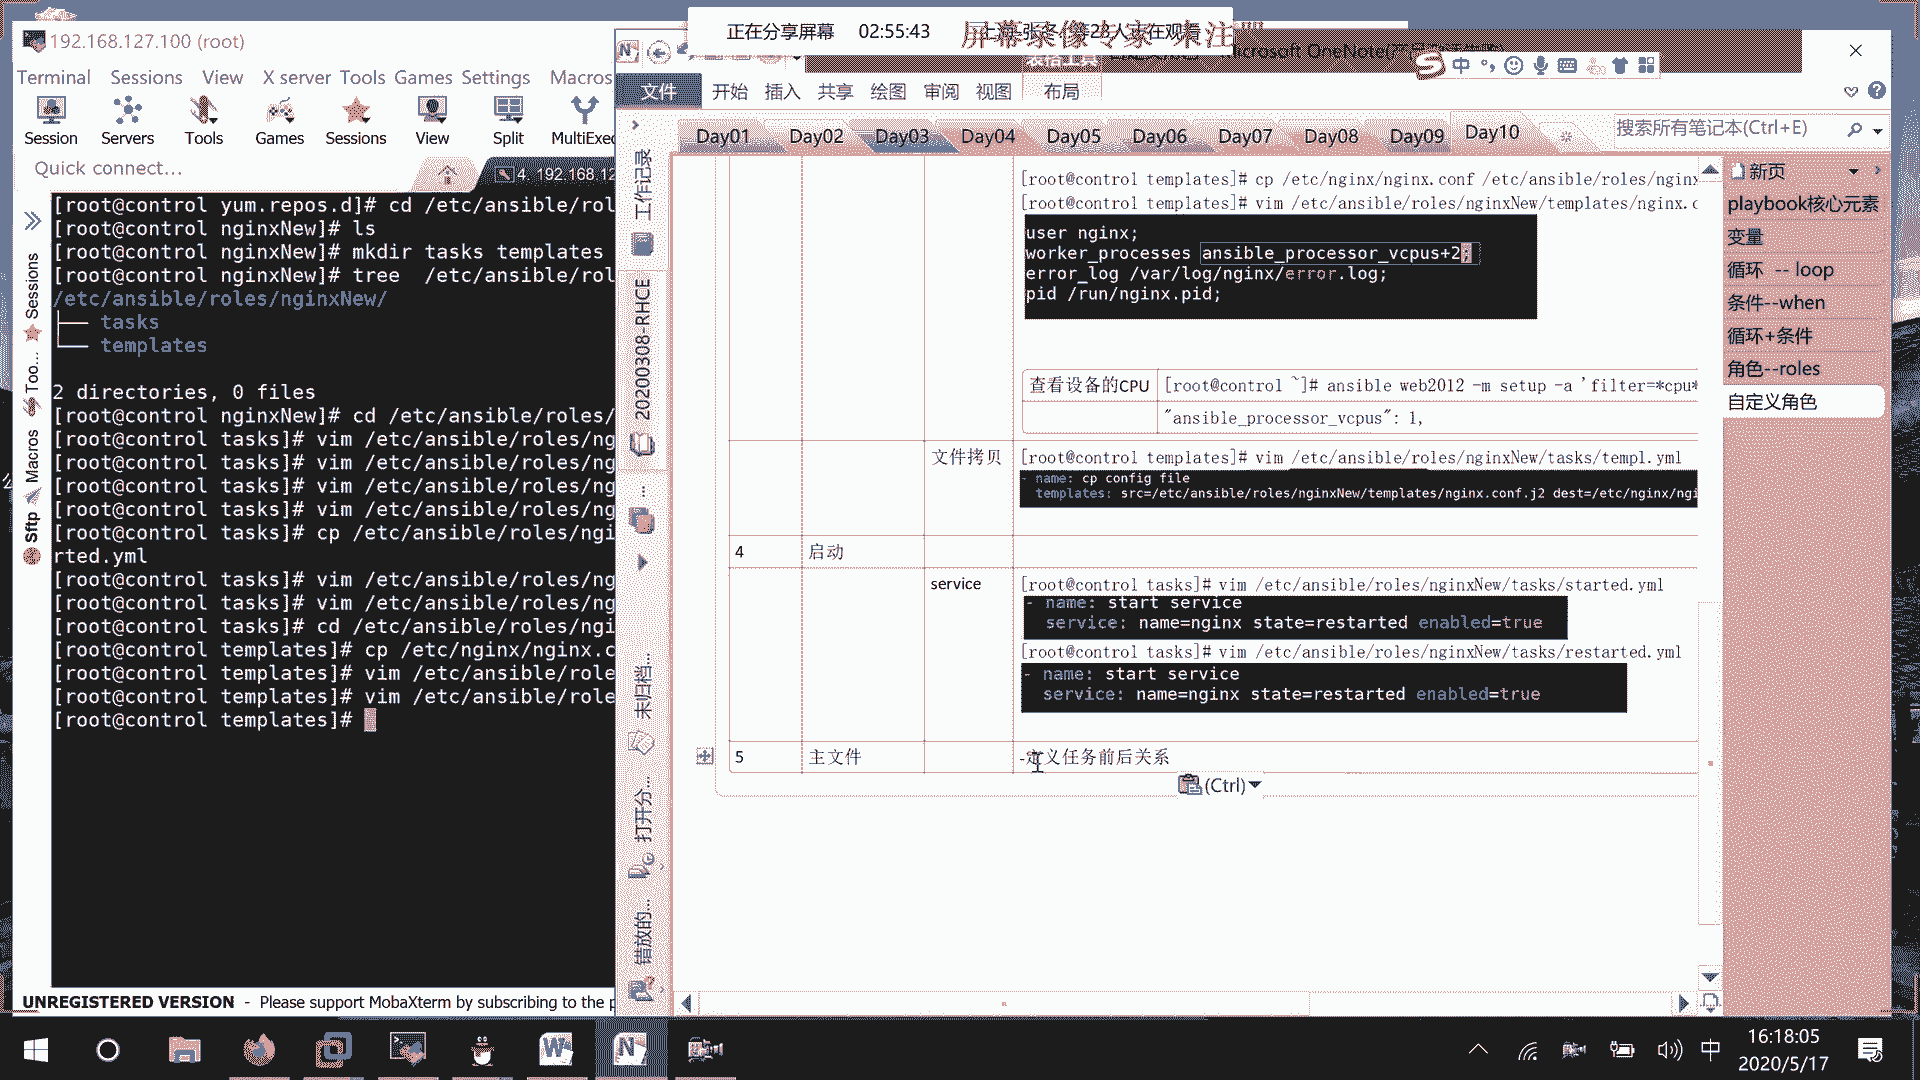 正在分享屏幕 02:55:43
192.168.127.100 (root)
Terminal Sessions View X server Tools Games Settings Macros
Session Servers Tools Games Sessions View Split MultiExec
Quick connect...
4. 192.168.12
Sessions
Too...
Macros
Sftp
[root@control yum.repos.d]# cd /etc/ansible/rol
[root@control nginxNew]# ls
[root@control nginxNew]# mkdir tasks templates
[root@control nginxNew]# tree  /etc/ansible/rol
/etc/ansible/roles/nginxNew/
├── tasks
└── templates
2 directories, 0 files
[root@control nginxNew]# cd /etc/ansible/roles/
[root@control tasks]# vim /etc/ansible/roles/ng
[root@control tasks]# vim /etc/ansible/roles/ng
[root@control tasks]# vim /etc/ansible/roles/ng
[root@control tasks]# vim /etc/ansible/roles/ng
[root@control tasks]# cp /etc/ansible/roles/ngi
rted.yml
[root@control tasks]# vim /etc/ansible/roles/ng
[root@control tasks]# vim /etc/ansible/roles/ng
[root@control tasks]# cd /etc/ansible/roles/ngi
[root@control templates]# cp /etc/nginx/nginx.c
[root@control templates]# vim /etc/ansible/role
[root@control templates]# vim /etc/ansible/role
[root@control templates]#
UNREGISTERED VERSION - Please support MobaXterm by subscribing to the p
屏幕录像专家 未注册
文件 开始 插入 共享 绘图 审阅 视图 布局
中
Day01 Day02 Day03 Day04 Day05 Day06 Day07 Day08 Day09 Day10
搜索所有笔记本(Ctrl+E)
工作记录
20200308-RHCE
未归档...
打开分...
错放的...
[root@control templates]# cp /etc/nginx/nginx.conf /etc/ansible/roles/nginx
[root@control templates]# vim /etc/ansible/roles/nginxNew/templates/nginx.c
user nginx;
worker_processes ansible_processor_vcpus+2;
error_log /var/log/nginx/error.log;
pid /run/nginx.pid;
查看设备的CPU [root@control ~]# ansible web2012 -m setup -a 'filter=*cpu*
"ansible_processor_vcpus": 1,
文件拷贝 [root@control templates]# vim /etc/ansible/roles/nginxNew/tasks/templ.yml
- name: cp config file
templates: src=/etc/ansible/roles/nginxNew/templates/nginx.conf.j2 dest=/etc/nginx/ngi
4 启动
service [root@control tasks]# vim /etc/ansible/roles/nginxNew/tasks/started.yml
- name: start service
service: name=nginx state=restarted enabled=true
[root@control tasks]# vim /etc/ansible/roles/nginxNew/tasks/restarted.yml
- name: start service
service: name=nginx state=restarted enabled=true
5 主文件 -定义任务前后关系
(Ctrl)
新页
playbook核心元素
变量
循环 -- loop
条件--when
循环+条件
角色--roles
自定义角色
中
16:18:05
2020/5/17